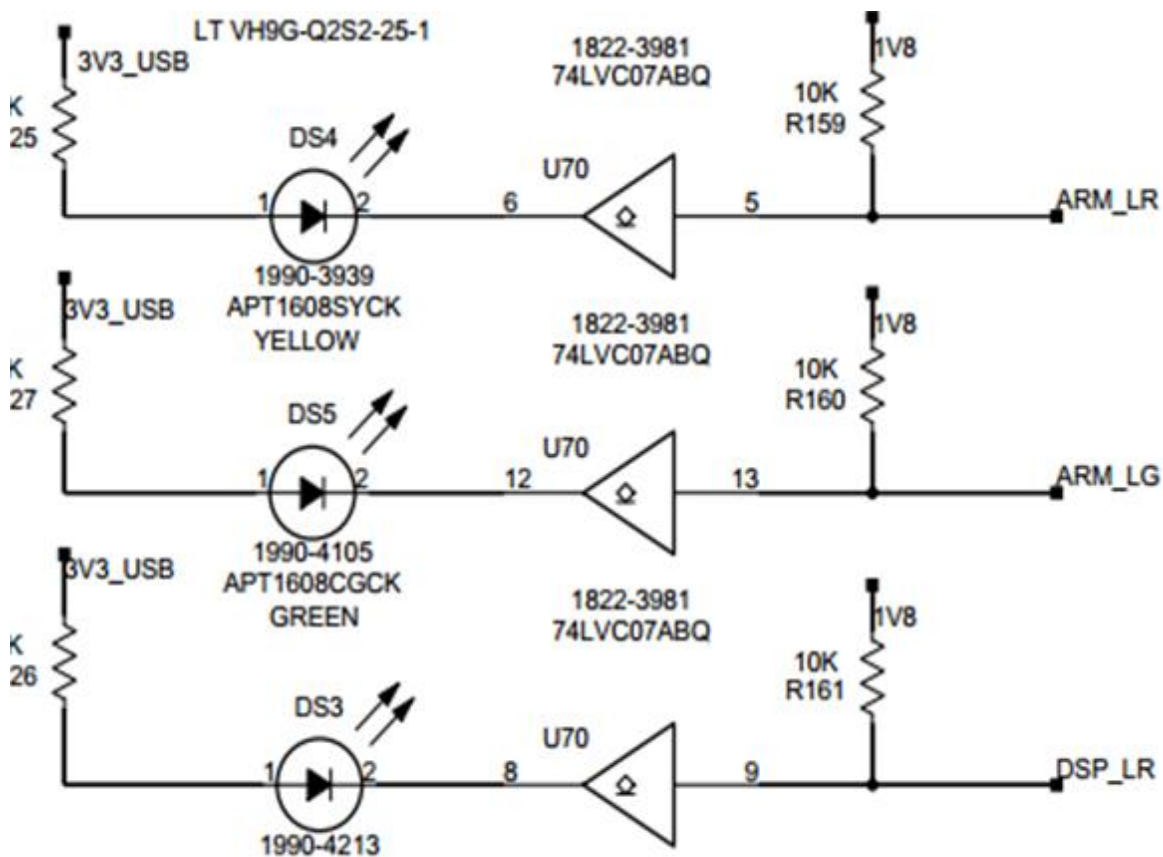 LT VH9G-Q2S2-25-1
3V3_USB
K
25
DS4
1
2
1990-3939
APT1608SYCK
YELLOW
1822-3981
74LVC07ABQ
U70
6
5
1V8
10K
R159
ARM_LR
3V3_USB
K
27
DS5
1
2
1990-4105
APT1608CGCK
GREEN
1822-3981
74LVC07ABQ
U70
12
13
1V8
10K
R160
ARM_LG
3V3_USB
K
26
DS3
1
2
1990-4213
1822-3981
74LVC07ABQ
U70
8
9
1V8
10K
R161
DSP_LR